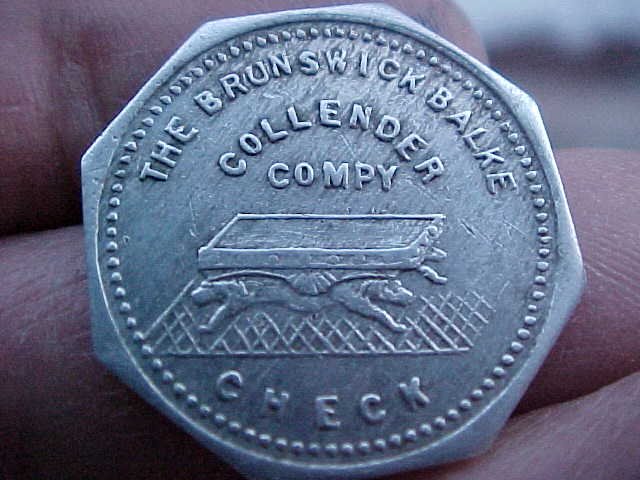 THE BRUNSWICK BALKE
COLLENDER
COMPY
CHECK